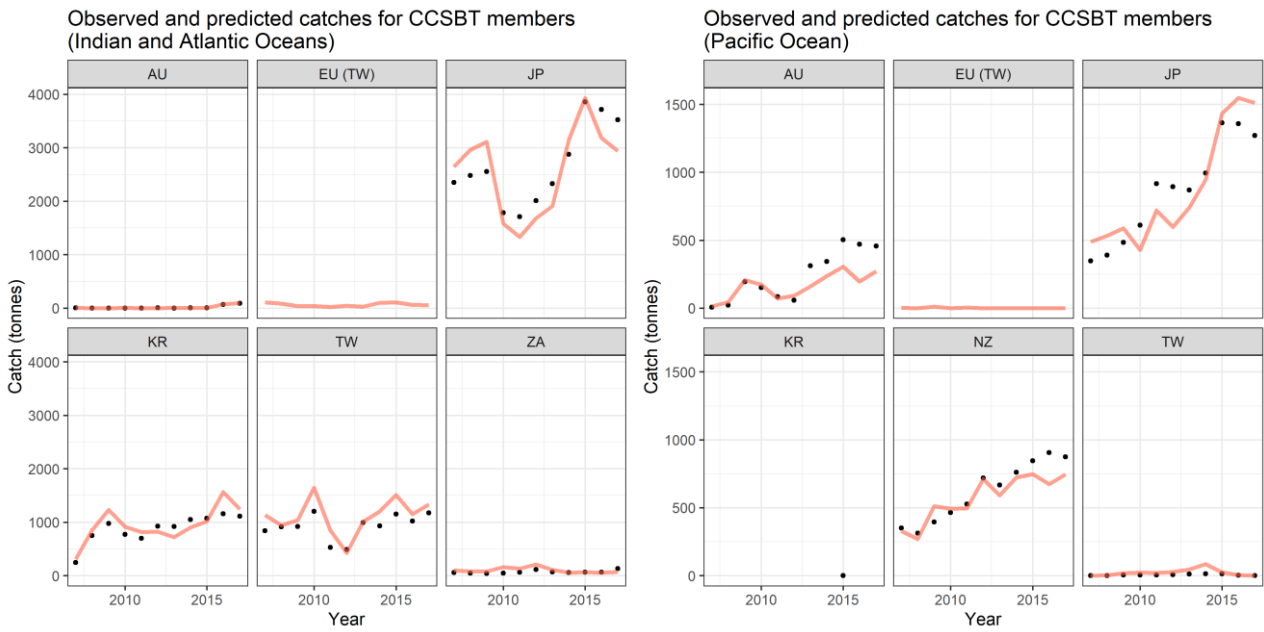 Observed and predicted catches for CCSBT members
(Indian and Atlantic Oceans)
AU
EU (TW)
JP
4000
3000
2000
1000
0
KR
TW
ZA
4000
3000
2000
1000
0
2010
2015
2010
2015
2010
2015
Catch (tonnes)
Year
Observed and predicted catches for CCSBT members
(Pacific Ocean)
AU
EU (TW)
JP
1500
1000
500
0
KR
NZ
TW
1500
1000
500
0
2010
2015
2010
2015
2010
2015
Catch (tonnes)
Year